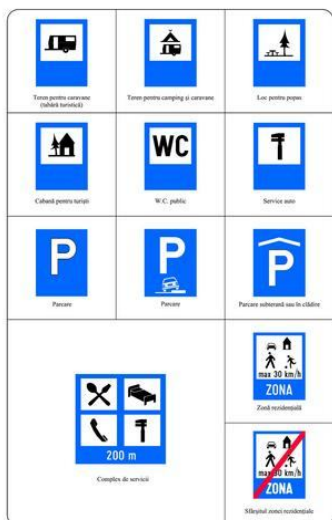 Teren pentru caravane
(tabără turistică)
Teren pentru camping și caravane
Loc pentru popas
Cabană pentru turiști
WC
W.C. public
Service auto
P
Parcare
P
Parcare
P
Parcare subterană sau în clădire
200 m
Complex de servicii
max 30 km/h
ZONA
Zonă rezidențială
max 30 km/h
ZONA
Sfârșitul zonei rezidențiale